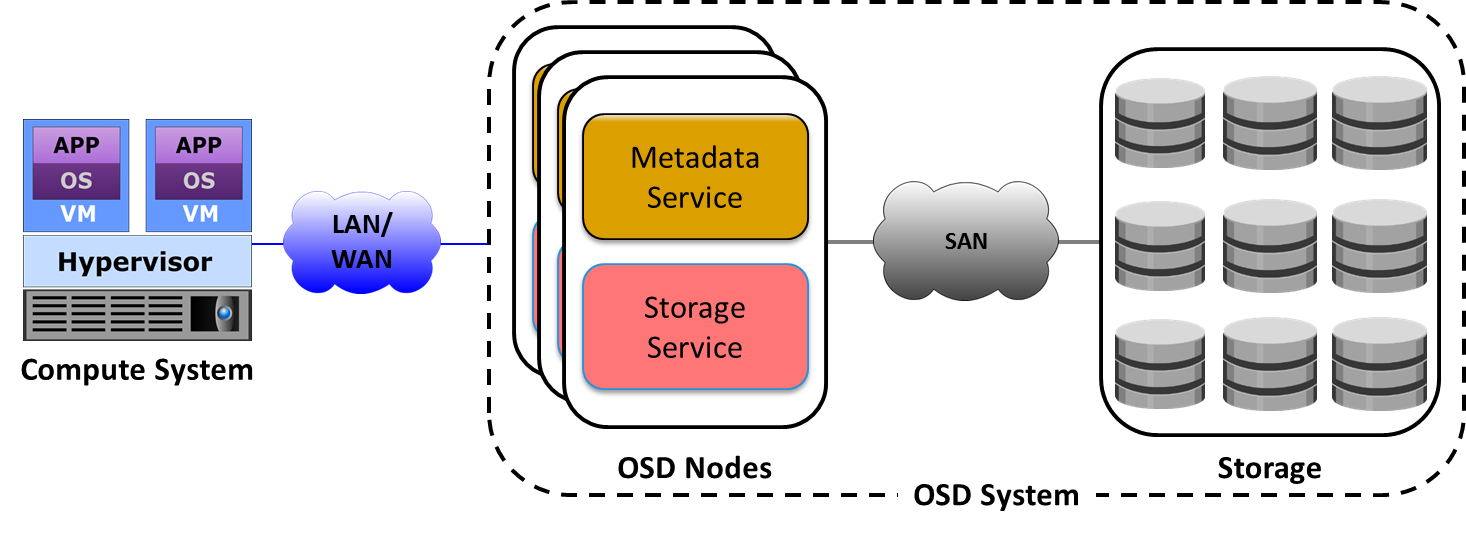 APP
OS
VM
APP
OS
VM
Hypervisor
Compute System
LAN/
WAN
Metadata
Service
Storage
Service
OSD Nodes
SAN
Storage
OSD System